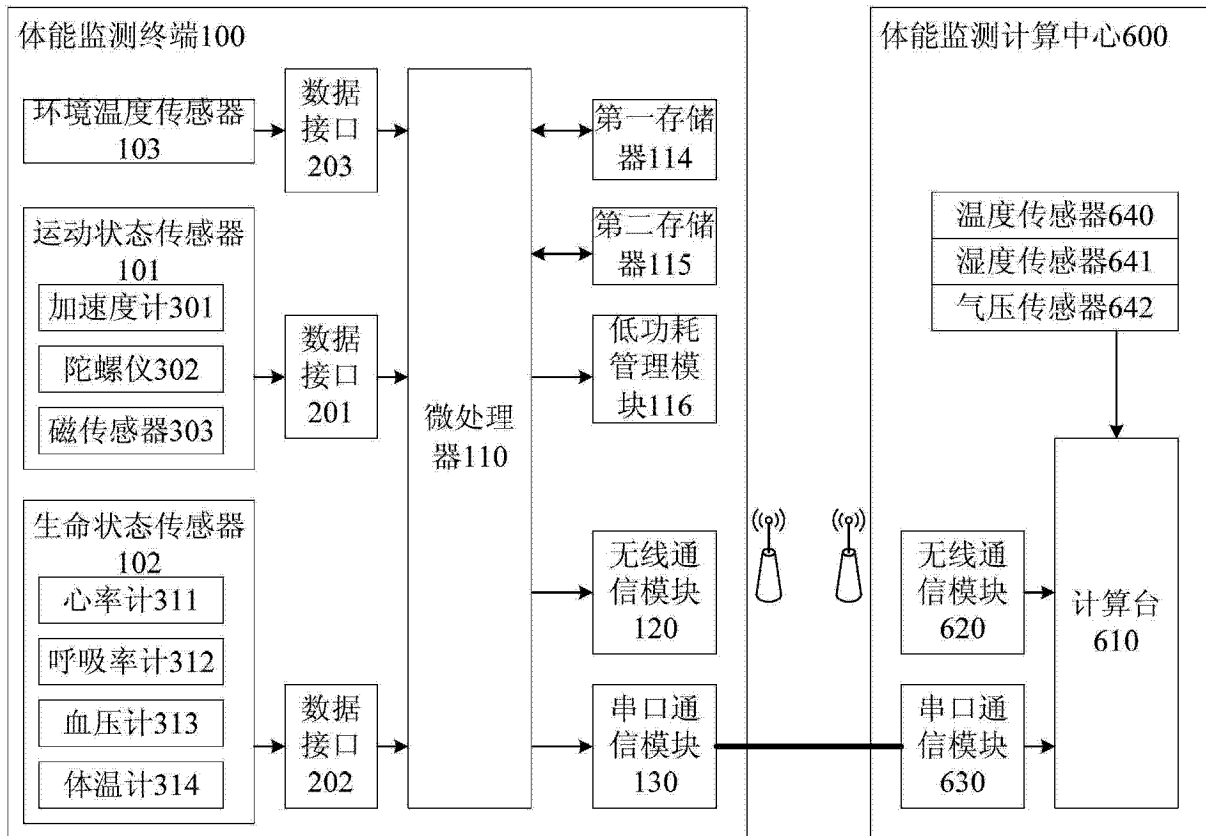 体能监测终端100
环境温度传感器
103
数据
接口
203
第一存储
器114
运动状态传感器
101
加速度计301
陀螺仪302
磁传感器303
数据
接口
201
第二存储
器115
低功耗
管理模
块116
微处理
器110
生命状态传感器
102
心率计311
呼吸率计312
血压计313
体温计314
数据
接口
202
无线通
信模块
120
串口通
信模块
130
体能监测计算中心600
温度传感器640
湿度传感器641
气压传感器642
无线通
信模块
620
串口通
信模块
630
计算台
610